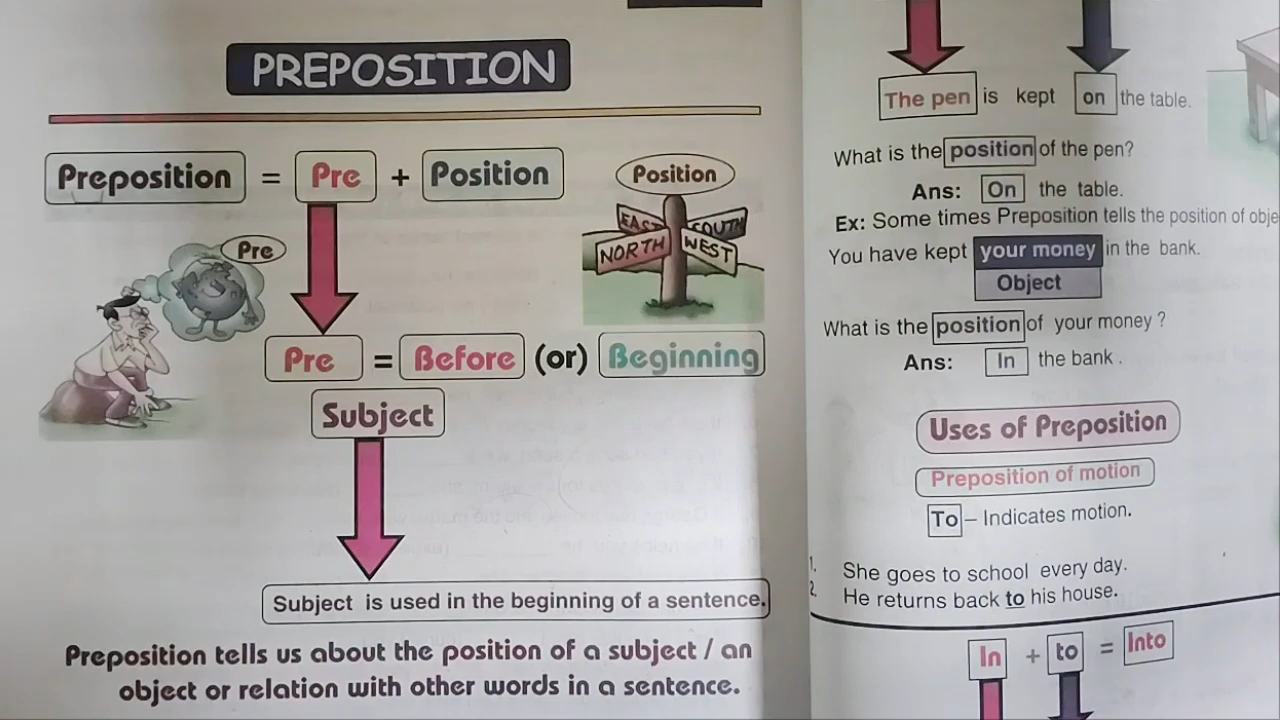 PREPOSITION
Preposition = Pre + Position
Position
EAST SOUTH
NORTH WEST
Pre
Pre = Before (or) Beginning
Subject
Subject is used in the beginning of a sentence.
Preposition tells us about the position of a subject / an
object or relation with other words in a sentence.
The pen is kept on the table.
What is the position of the pen?
Ans: On the table.
Ex: Some times Preposition tells the position of
You have kept your money in the bank.
Object
What is the position of your money ?
Ans: In the bank .
Uses of Preposition
Preposition of motion
To – Indicates motion.
1. She goes to school every day.
2. He returns back to his house.
In + to = Into